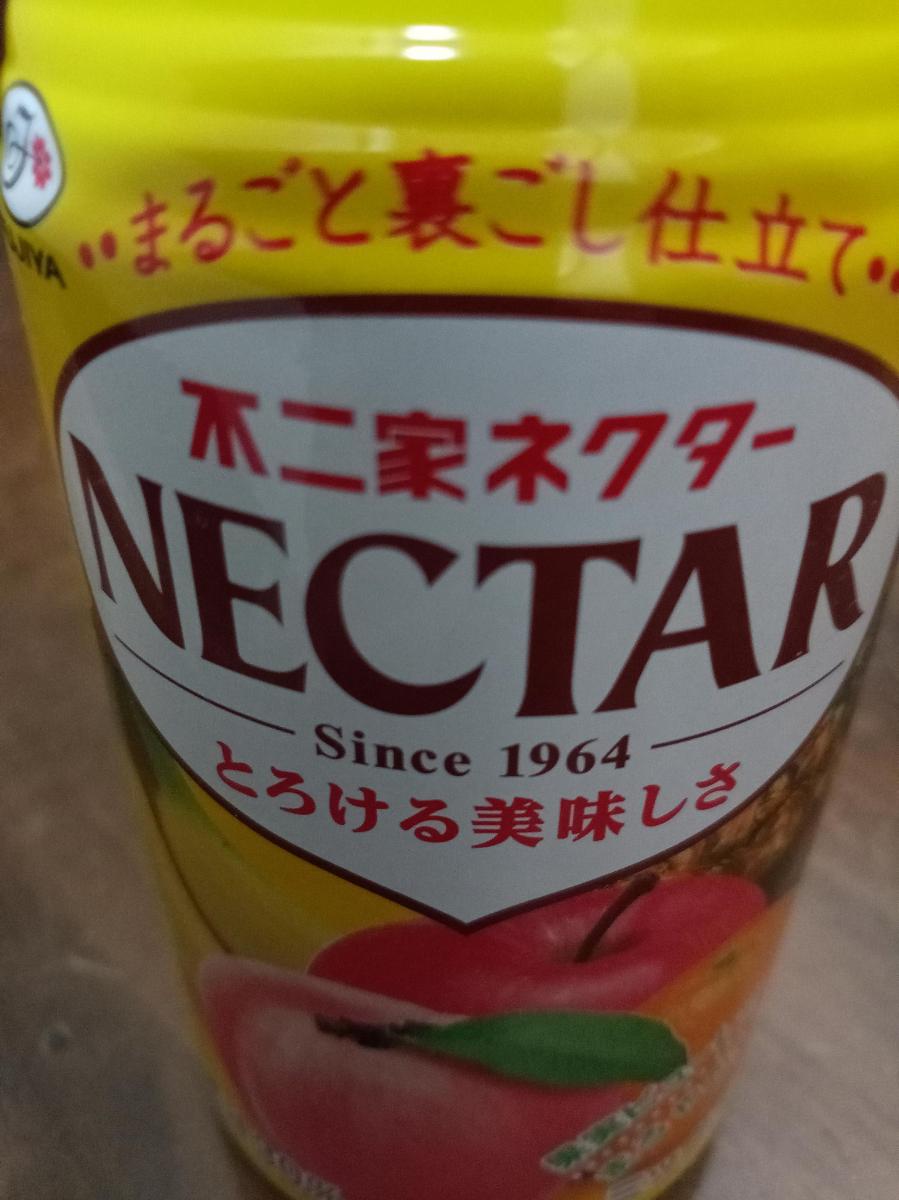 まるごと裏ごし仕立て
不二家ネクター
NECTAR
Since 1964
とろける美味しさ